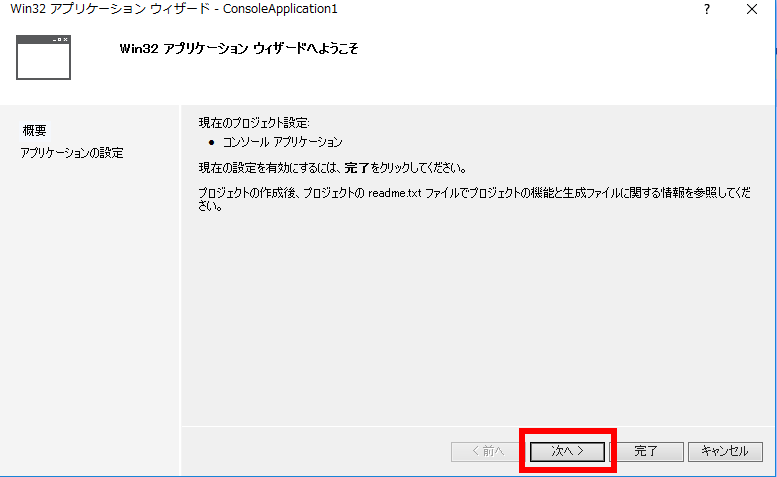 Win32 アプリケーション ウィザード - ConsoleApplication1
?
Win32 アプリケーション ウィザードへようこそ
概要
アプリケーションの設定
現在のプロジェクト設定:
● コンソール アプリケーション
現在の設定を有効にするには、完了をクリックしてください。
プロジェクトの作成後、プロジェクトの readme.txt ファイルでプロジェクトの機能と生成ファイルに関する情報を参照してくだ
さい。
< 前へ 次へ > 完了 キャンセル